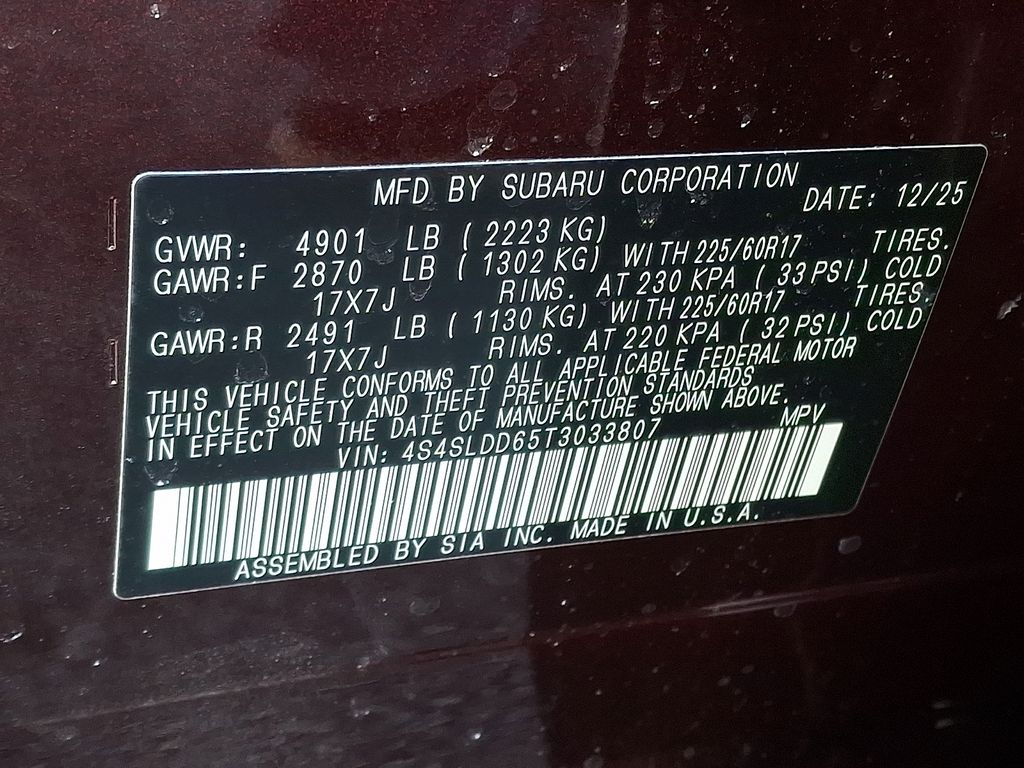 MFD BY SUBARU CORPORATION DATE: 12/25
GVWR: 4901 LB ( 2223 KG)
GAWR:F 2870 LB ( 1302 KG) WITH 225/60R17 TIRES.
17X7J RIMS. AT 230 KPA ( 33 PSI) COLD
GAWR:R 2491 LB ( 1130 KG) WITH 225/60R17 TIRES.
17X7J RIMS. AT 220 KPA ( 32 PSI) COLD
THIS VEHICLE CONFORMS TO ALL APPLICABLE FEDERAL MOTOR
VEHICLE SAFETY AND THEFT PREVENTION STANDARDS
IN EFFECT ON THE DATE OF MANUFACTURE SHOWN ABOVE.
VIN: 4S4SLDD65T3033807 MPV
ASSEMBLED BY SIA INC. MADE IN U.S.A.